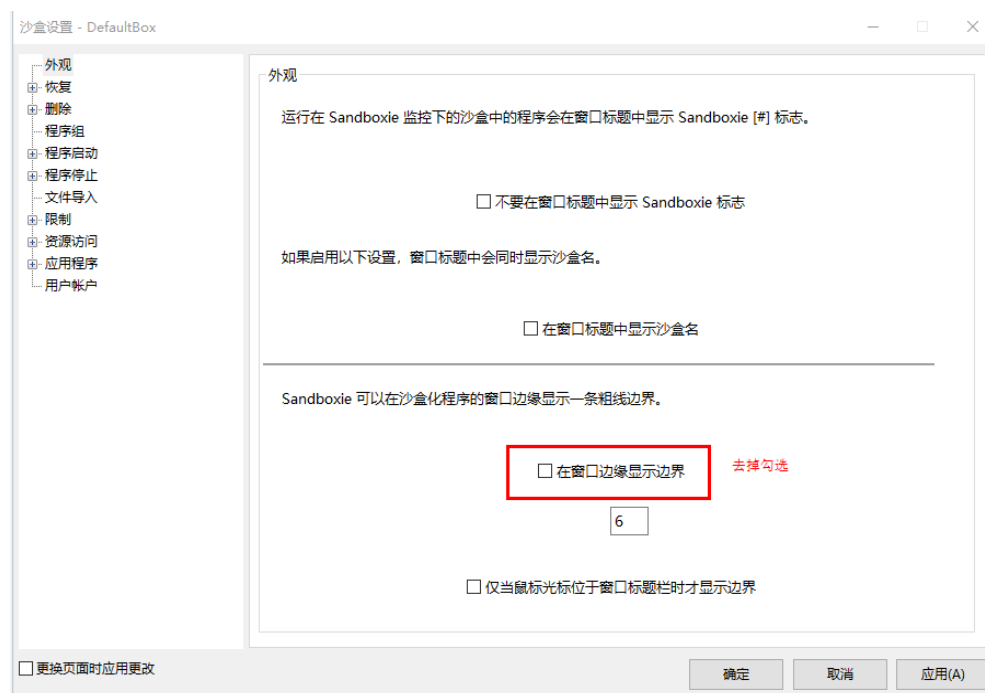 沙盒设置 - DefaultBox
外观
恢复
删除
程序组
程序启动
程序停止
文件导入
限制
资源访问
应用程序
用户帐户
外观
运行在 Sandboxie 监控下的沙盒中的程序会在窗口标题中显示 Sandboxie [#] 标志。
不要在窗口标题中显示 Sandboxie 标志
如果启用以下设置，窗口标题中会同时显示沙盒名。
在窗口标题中显示沙盒名
Sandboxie 可以在沙盒化程序的窗口边缘显示一条粗线边界。
在窗口边缘显示边界
去掉勾选
6
仅当鼠标光标位于窗口标题栏时才显示边界
更换页面时应用更改
确定
取消
应用(A)